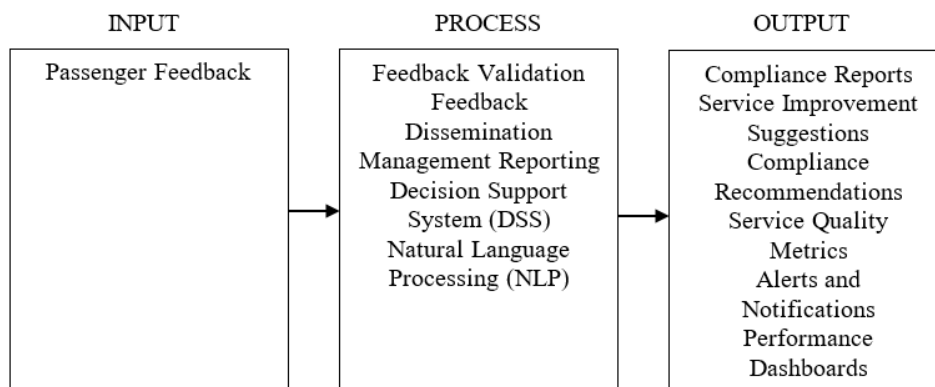 INPUT
Passenger Feedback
PROCESS
Feedback Validation
Feedback
Dissemination
Management Reporting
Decision Support
System (DSS)
Natural Language
Processing (NLP)
OUTPUT
Compliance Reports
Service Improvement
Suggestions
Compliance
Recommendations
Service Quality
Metrics
Alerts and
Notifications
Performance
Dashboards